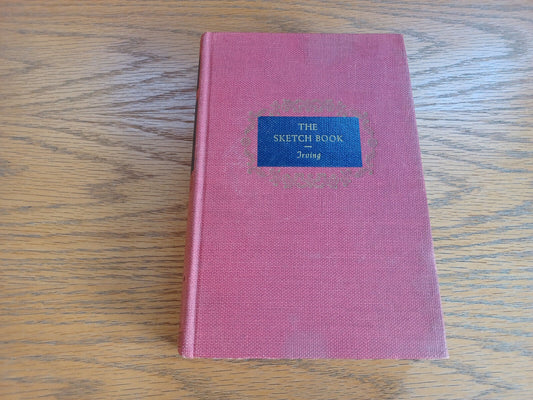 THE
SKETCH BOOK
Irving